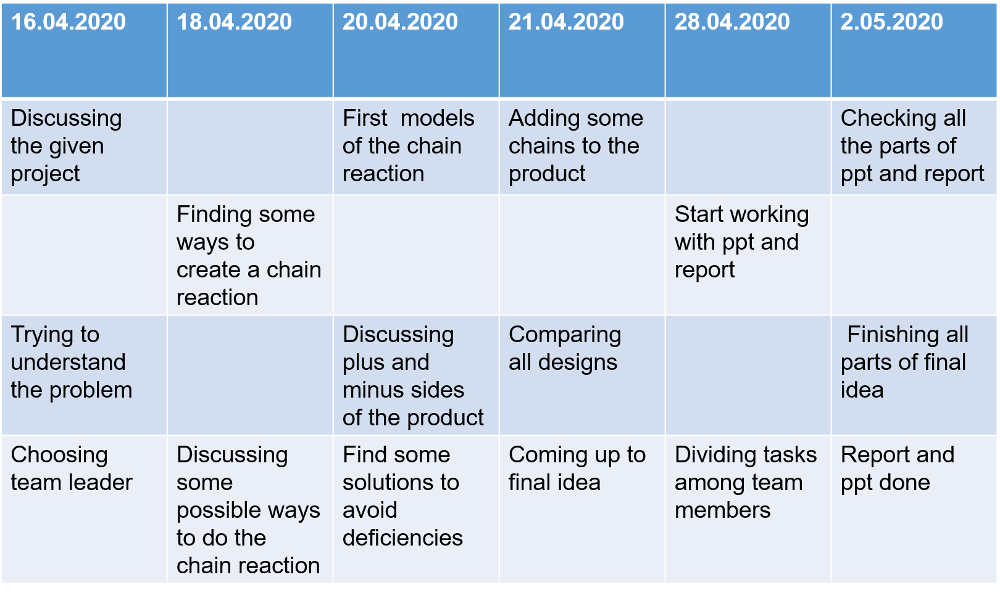 16.04.2020
18.04.2020
20.04.2020
21.04.2020
28.04.2020
2.05.2020
Discussing
the given
project
First  models
of the chain
reaction
Adding some
chains to the
product
Checking all
the parts of
ppt and report
Finding some
ways to
create a chain
reaction
Start working
with ppt and
report
Trying to
understand
the problem
Discussing
plus and
minus sides
of the product
Comparing
all designs
Finishing all
parts of final
idea
Choosing
team leader
Discussing
some
possible ways
to do the
chain reaction
Find some
solutions to
avoid
deficiencies
Coming up to
final idea
Dividing tasks
among team
members
Report and
ppt done